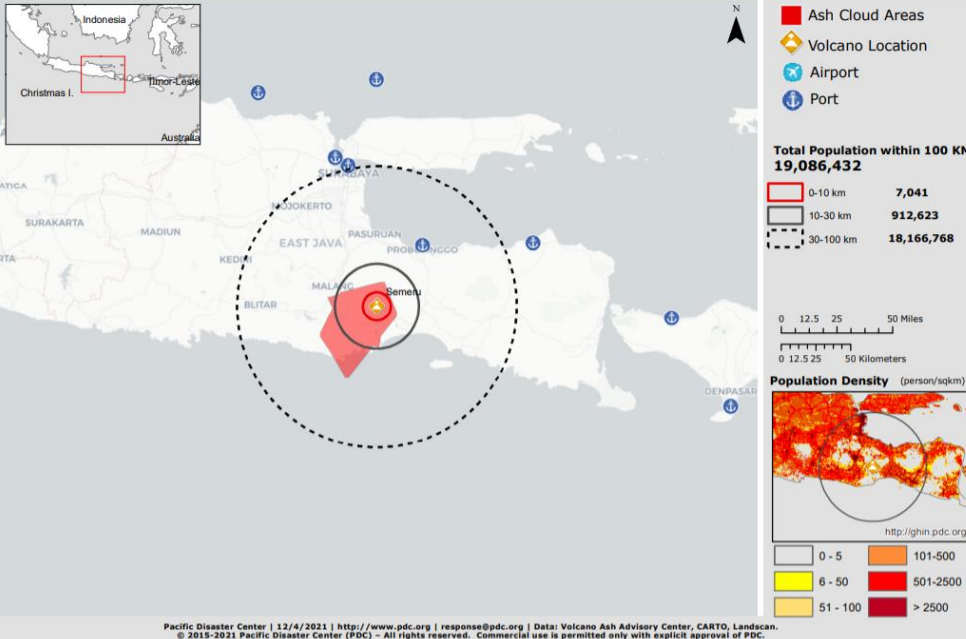 Indonesia
Christmas I.
Timor-Leste
Australia
N
SURABAYA
MOJOKERTO
SURAKARTA
MADIUN
EAST JAVA
PASURUAN
PROBOLINGGO
KEDIRI
MALANG
Semeru
BLITAR
DENPASAR
Ash Cloud Areas
Volcano Location
Airport
Port
Total Population within 100 KM
19,086,432
0-10 km 7,041
10-30 km 912,623
30-100 km 18,166,768
0 12.5 25 50 Miles
0 12.5 25 50 Kilometers
Population Density (person/sqkm)
http://ghin.pdc.org
0 - 5 101-500
6 - 50 501-2500
51 - 100 > 2500
Pacific Disaster Center | 12/4/2021 | http://www.pdc.org | response@pdc.org | Data: Volcano Ash Advisory Center, CARTO, Landscan.
© 2015-2021 Pacific Disaster Center (PDC) – All rights reserved. Commercial use is permitted only with explicit approval of PDC.